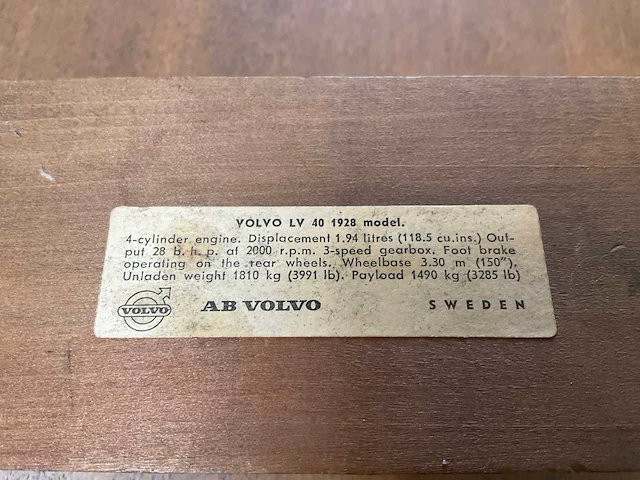 VOLVO LV 40 1928 model.
4-cylinder engine. Displacement 1.94 litres (118.5 cu.ins.) Out-
put 28 b. h. p. at 2000 r.p.m. 3-speed gearbox. Foot brake
operating on the rear wheels. Wheelbase 3.30 m (150").
Unladen weight 1810 kg (3991 lb). Payload 1490 kg (3285 lb)
VOLVO AB VOLVO SWEDEN